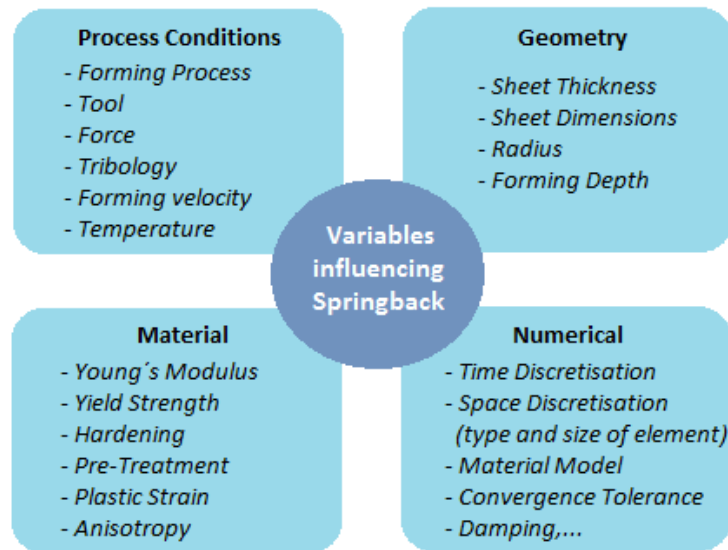 Process Conditions
- Forming Process
- Tool
- Force
- Tribology
- Forming velocity
- Temperature
Geometry
- Sheet Thickness
- Sheet Dimensions
- Radius
- Forming Depth
Variables
influencing
Springback
Material
- Young´s Modulus
- Yield Strength
- Hardening
- Pre-Treatment
- Plastic Strain
- Anisotropy
Numerical
- Time Discretisation
- Space Discretisation
(type and size of element)
- Material Model
- Convergence Tolerance
- Damping,...